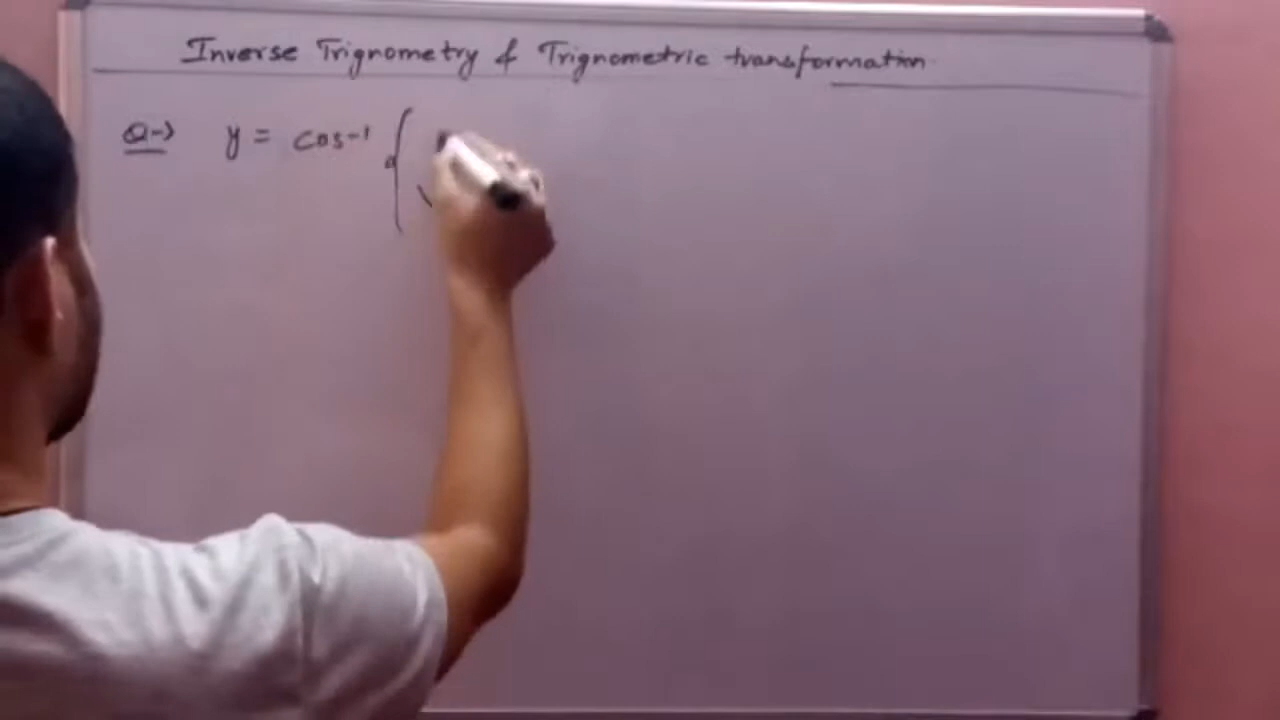 Inverse Trignometry & Trignometric transformation
Q→ y = cos-1 {